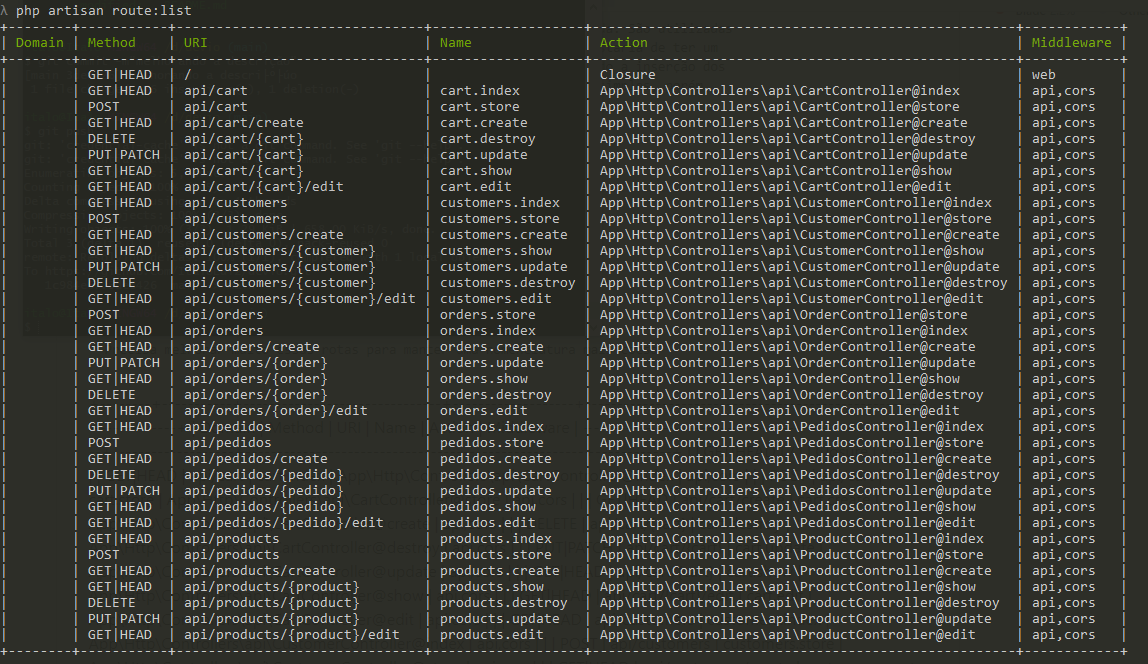 λ php artisan route:list
+--------+-----------+-------------------------------+-------------------+-----------------------------------------------------+------------+
| Domain | Method | URI | Name | Action | Middleware |
+--------+-----------+-------------------------------+-------------------+-----------------------------------------------------+------------+
| | GET|HEAD | / | | Closure | web |
| | GET|HEAD | api/cart | cart.index | App\Http\Controllers\api\CartController@index | api,cors |
| | POST | api/cart | cart.store | App\Http\Controllers\api\CartController@store | api,cors |
| | GET|HEAD | api/cart/create | cart.create | App\Http\Controllers\api\CartController@create | api,cors |
| | DELETE | api/cart/{cart} | cart.destroy | App\Http\Controllers\api\CartController@destroy | api,cors |
| | PUT|PATCH | api/cart/{cart} | cart.update | App\Http\Controllers\api\CartController@update | api,cors |
| | GET|HEAD | api/cart/{cart} | cart.show | App\Http\Controllers\api\CartController@show | api,cors |
| | GET|HEAD | api/cart/{cart}/edit | cart.edit | App\Http\Controllers\api\CartController@edit | api,cors |
| | GET|HEAD | api/customers | customers.index | App\Http\Controllers\api\CustomerController@index | api,cors |
| | POST | api/customers | customers.store | App\Http\Controllers\api\CustomerController@store | api,cors |
| | GET|HEAD | api/customers/create | customers.create | App\Http\Controllers\api\CustomerController@create | api,cors |
| | GET|HEAD | api/customers/{customer} | customers.show | App\Http\Controllers\api\CustomerController@show | api,cors |
| | PUT|PATCH | api/customers/{customer} | customers.update | App\Http\Controllers\api\CustomerController@update | api,cors |
| | DELETE | api/customers/{customer} | customers.destroy | App\Http\Controllers\api\CustomerController@destroy | api,cors |
| | GET|HEAD | api/customers/{customer}/edit | customers.edit | App\Http\Controllers\api\CustomerController@edit | api,cors |
| | POST | api/orders | orders.store | App\Http\Controllers\api\OrderController@store | api,cors |
| | GET|HEAD | api/orders | orders.index | App\Http\Controllers\api\OrderController@index | api,cors |
| | GET|HEAD | api/orders/create | orders.create | App\Http\Controllers\api\OrderController@create | api,cors |
| | PUT|PATCH | api/orders/{order} | orders.update | App\Http\Controllers\api\OrderController@update | api,cors |
| | GET|HEAD | api/orders/{order} | orders.show | App\Http\Controllers\api\OrderController@show | api,cors |
| | DELETE | api/orders/{order} | orders.destroy | App\Http\Controllers\api\OrderController@destroy | api,cors |
| | GET|HEAD | api/orders/{order}/edit | orders.edit | App\Http\Controllers\api\OrderController@edit | api,cors |
| | GET|HEAD | api/pedidos | pedidos.index | App\Http\Controllers\api\PedidosController@index | api,cors |
| | POST | api/pedidos | pedidos.store | App\Http\Controllers\api\PedidosController@store | api,cors |
| | GET|HEAD | api/pedidos/create | pedidos.create | App\Http\Controllers\api\PedidosController@create | api,cors |
| | DELETE | api/pedidos/{pedido} | pedidos.destroy | App\Http\Controllers\api\PedidosController@destroy | api,cors |
| | PUT|PATCH | api/pedidos/{pedido} | pedidos.update | App\Http\Controllers\api\PedidosController@update | api,cors |
| | GET|HEAD | api/pedidos/{pedido} | pedidos.show | App\Http\Controllers\api\PedidosController@show | api,cors |
| | GET|HEAD | api/pedidos/{pedido}/edit | pedidos.edit | App\Http\Controllers\api\PedidosController@edit | api,cors |
| | GET|HEAD | api/products | products.index | App\Http\Controllers\api\ProductController@index | api,cors |
| | POST | api/products | products.store | App\Http\Controllers\api\ProductController@store | api,cors |
| | GET|HEAD | api/products/create | products.create | App\Http\Controllers\api\ProductController@create | api,cors |
| | GET|HEAD | api/products/{product} | products.show | App\Http\Controllers\api\ProductController@show | api,cors |
| | DELETE | api/products/{product} | products.destroy | App\Http\Controllers\api\ProductController@destroy | api,cors |
| | PUT|PATCH | api/products/{product} | products.update | App\Http\Controllers\api\ProductController@update | api,cors |
| | GET|HEAD | api/products/{product}/edit | products.edit | App\Http\Controllers\api\ProductController@edit | api,cors |
+--------+-----------+-------------------------------+-------------------+-----------------------------------------------------+------------+